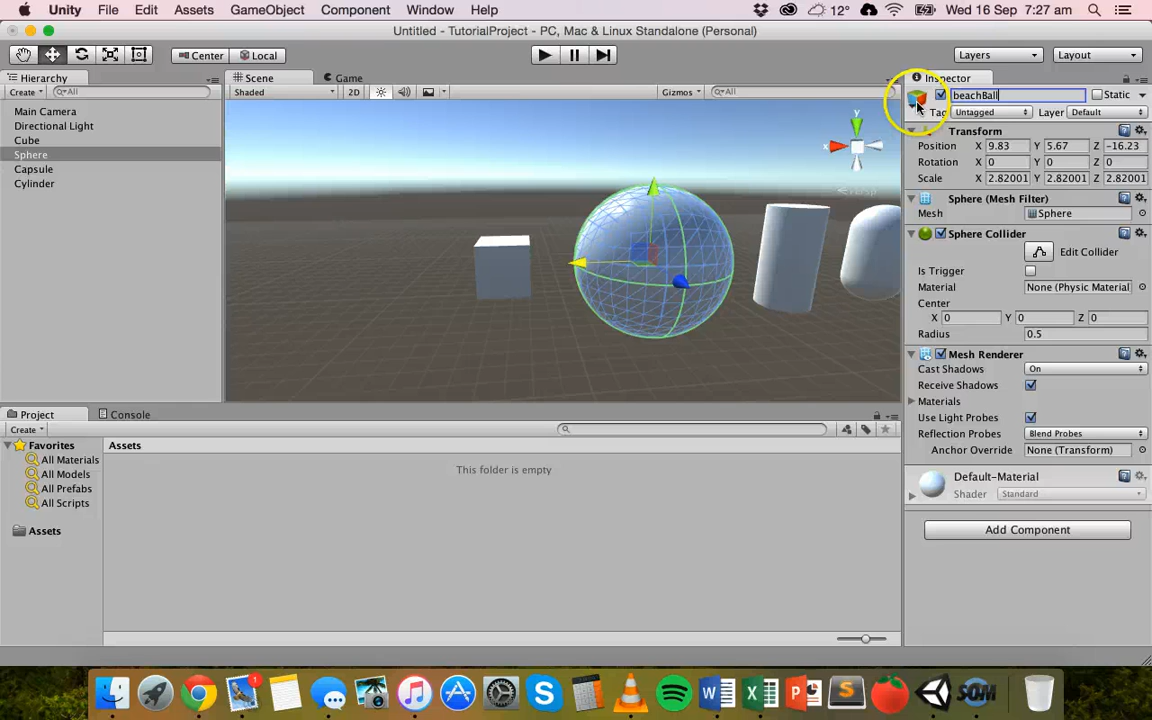 Unity File Edit Assets GameObject Component Window Help 12° Wed 16 Sep 7:27 am
Untitled - TutorialProject - PC, Mac & Linux Standalone (Personal)
Center Local Layers Layout
Hierarchy Scene Game Inspector
Create All Shaded 2D Gizmos All beachBall Static
Main Camera Tag Untagged Layer Default
Directional Light
Cube
Sphere
Capsule
Cylinder
y
x
Persp
Transform
Position X 9.83 Y 5.67 Z -16.23
Rotation X 0 Y 0 Z 0
Scale X 2.82001 Y 2.82001 Z 2.82001
Sphere (Mesh Filter)
Mesh Sphere
Sphere Collider
Edit Collider
Is Trigger
Material None (Physic Material)
Center
X 0 Y 0 Z 0
Radius 0.5
Mesh Renderer
Cast Shadows On
Receive Shadows
Materials
Use Light Probes
Reflection Probes Blend Probes
Anchor Override None (Transform)
Default-Material
Shader Standard
Add Component
Project Console
Create
Favorites Assets
All Materials This folder is empty
All Models
All Prefabs
All Scripts
Assets
1
W X P S SOM